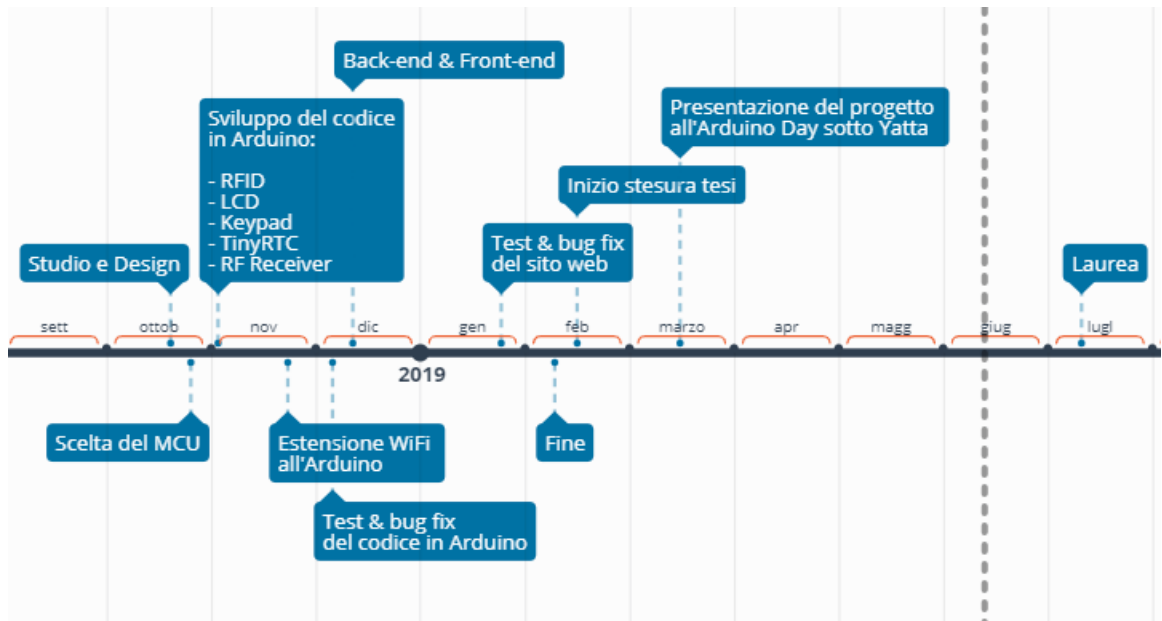 Back-end & Front-end
Sviluppo del codice
in Arduino:
- RFID
- LCD
- Keypad
- TinyRTC
- RF Receiver
Presentazione del progetto
all'Arduino Day sotto Yatta
Inizio stesura tesi
Test & bug fix
del sito web
Studio e Design
Laurea
sett
ottob
nov
dic
gen
feb
marzo
apr
magg
giug
lugl
2019
Scelta del MCU
Estensione WiFi
all'Arduino
Fine
Test & bug fix
del codice in Arduino